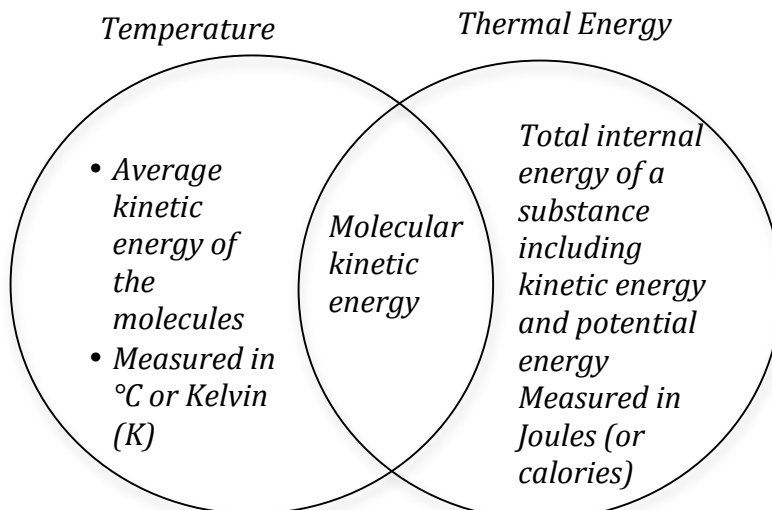 Temperature
Thermal Energy
• Average
kinetic
energy of
the
molecules
• Measured in
°C or Kelvin
(K)
Molecular
kinetic
energy
Total internal
energy of a
substance
including
kinetic energy
and potential
energy
Measured in
Joules (or
calories)